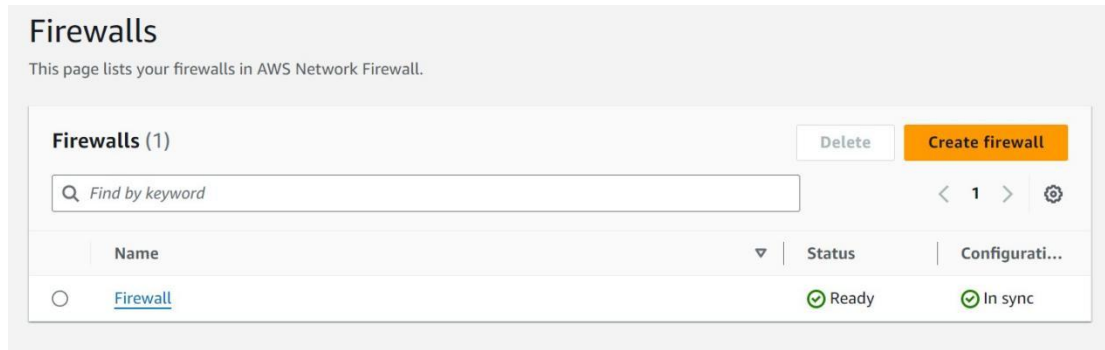 Firewalls
This page lists your firewalls in AWS Network Firewall.
Firewalls (1)
Delete
Create firewall
Find by keyword
1
Name
Status
Configurati...
Firewall
Ready
In sync